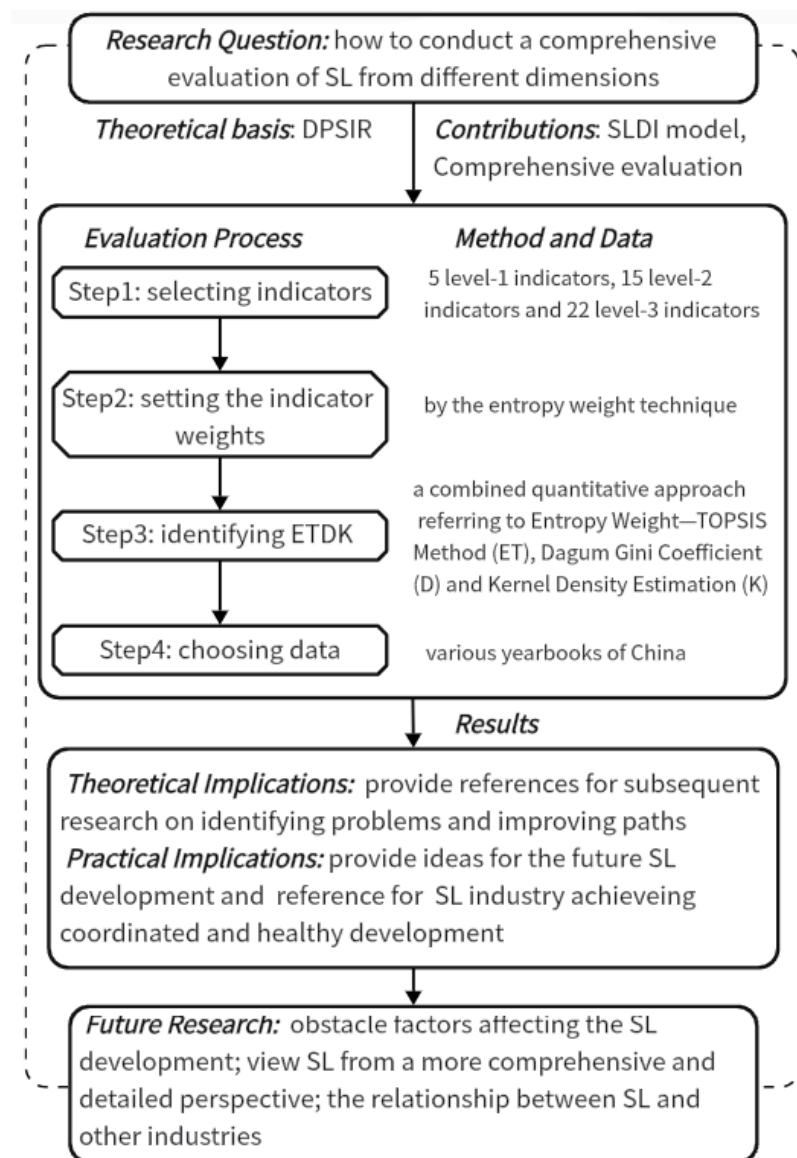 Research Question: how to conduct a comprehensive
evaluation of SL from different dimensions
Theoretical basis: DPSIR
Contributions: SLDI model,
Comprehensive evaluation
Evaluation Process
Method and Data
Step1: selecting indicators
5 level-1 indicators, 15 level-2
indicators and 22 level-3 indicators
Step2: setting the indicator
weights
by the entropy weight technique
Step3: identifying ETDK
a combined quantitative approach
referring to Entropy Weight—TOPSIS
Method (ET), Dagum Gini Coefficient
(D) and Kernel Density Estimation (K)
Step4: choosing data
various yearbooks of China
Results
Theoretical Implications: provide references for subsequent
research on identifying problems and improving paths
Practical Implications: provide ideas for the future SL
development and reference for SL industry achieveing
coordinated and healthy development
Future Research: obstacle factors affecting the SL
development; view SL from a more comprehensive and
detailed perspective; the relationship between SL and
other industries